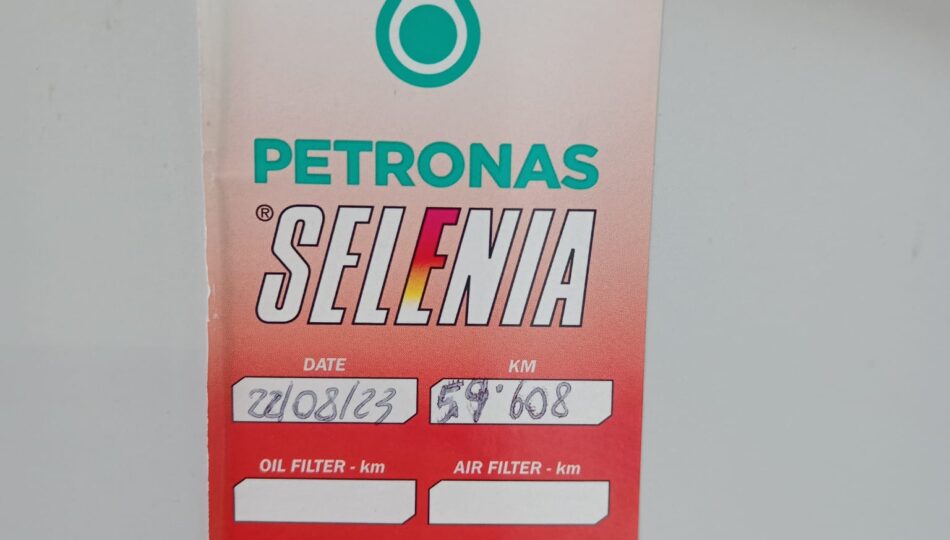 PETRONAS
® SELENIA
DATE KM
22/08/23 59.608
OIL FILTER - km AIR FILTER - km